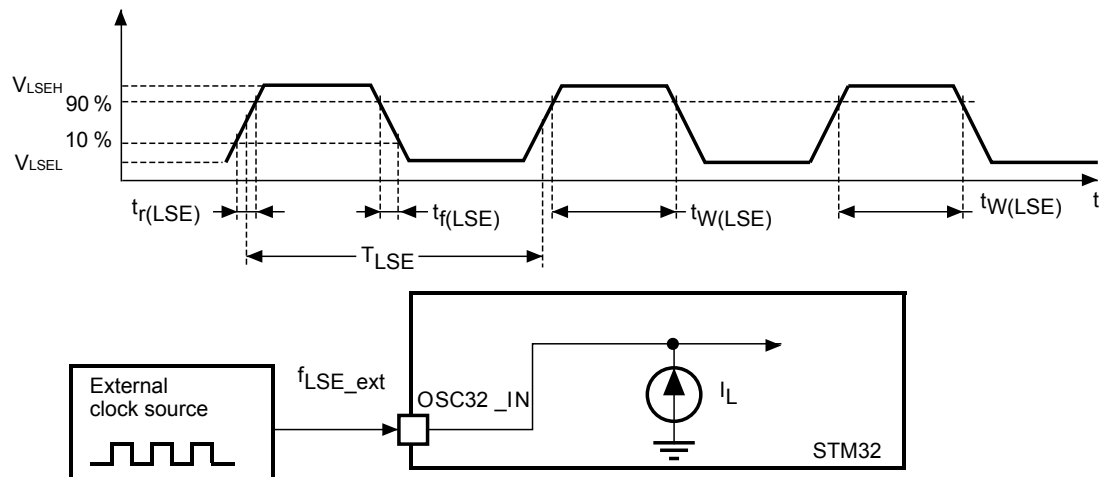 VLSEH
90 %
10 %
VLSEL
tr(LSE)
tf(LSE)
tW(LSE)
tW(LSE)
t
TLSE
External
clock source
fLSE_ext
OSC32 _IN
IL
STM32